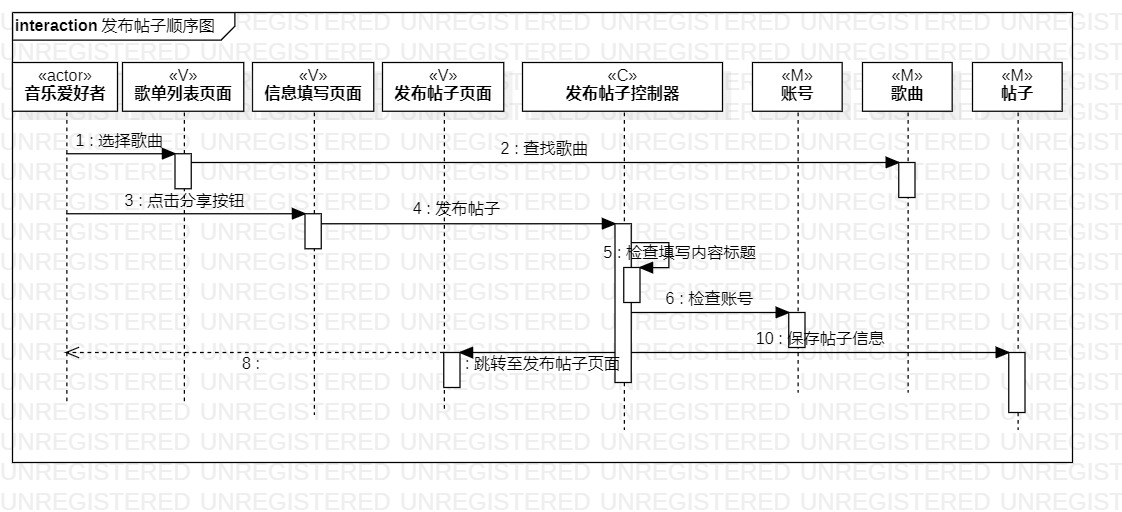 interaction 发布帖子顺序图
«actor»
音乐爱好者
«V»
歌单列表页面
«V»
信息填写页面
«V»
发布帖子页面
«C»
发布帖子控制器
«M»
账号
«M»
歌曲
«M»
帖子
1 : 选择歌曲
2 : 查找歌曲
3 : 点击分享按钮
4 : 发布帖子
5 : 检查填写内容标题
6 : 检查账号
10 : 保存帖子信息
: 跳转至发布帖子页面
8 :
UNREGISTERED